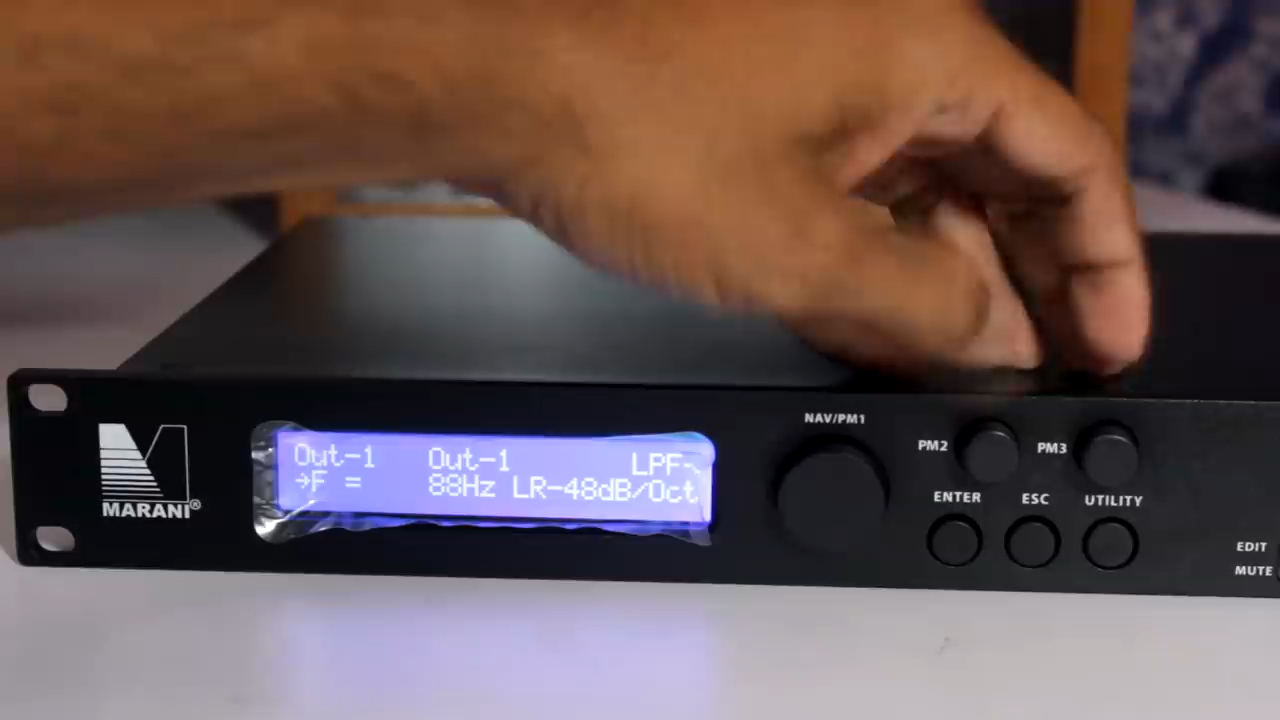 MARANI®
Out-1 Out-1 LPF
→F = 88Hz LR-48dB/Oct
NAV/PM1
PM2
PM3
ENTER ESC UTILITY
EDIT
MUTE